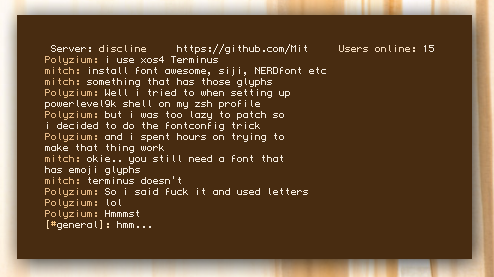 Server: discline https://github.com/Mit Users online: 15
Polyzium: i use xos4 Terminus
mitch: install font awesome, siji, NERDfont etc
mitch: something that has those glyphs
Polyzium: Well i tried to when setting up
powerlevel9k shell on my zsh profile
Polyzium: but i was too lazy to patch so
i decided to do the fontconfig trick
Polyzium: and i spent hours on trying to
make that thing work
mitch: okie.. you still need a font that
has emoji glyphs
mitch: terminus doesn't
Polyzium: So i said fuck it and used letters
Polyzium: lol
Polyzium: Hmmmst
[#general]: hmm...